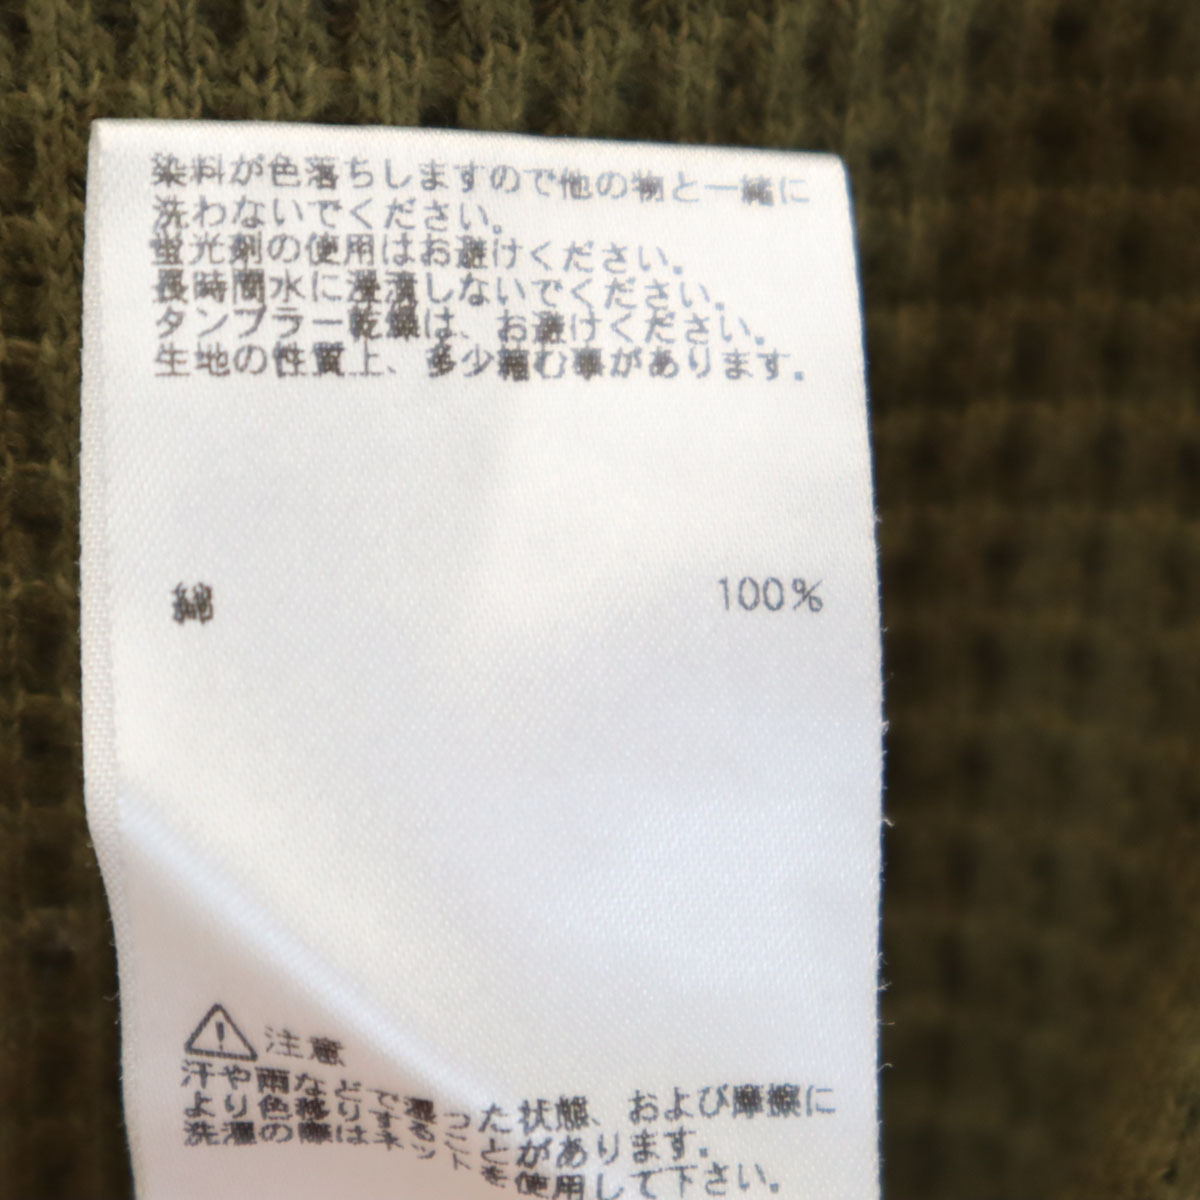 染料が色落ちしますので他の物と一緒に
洗わないでください。
蛍光剤の使用はお避けください。
長時間水に浸漬しないでください。
タンブラー乾燥は、お避けください。
生地の性質上、多少縮む事があります。
綿 100%
注意
汗や雨などで湿った状態、および摩擦に
より色移りすることがあります。
洗濯の際はネットを使用して下さい。